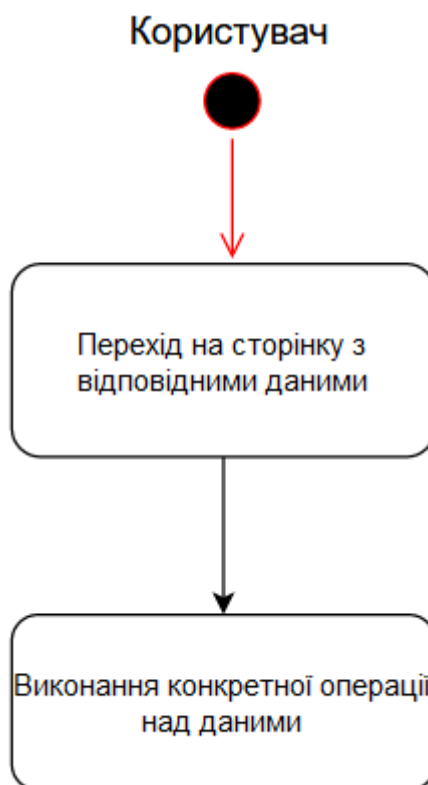 Користувач
Перехід на сторінку з
відповідними даними
Виконання конкретної операції
над даними